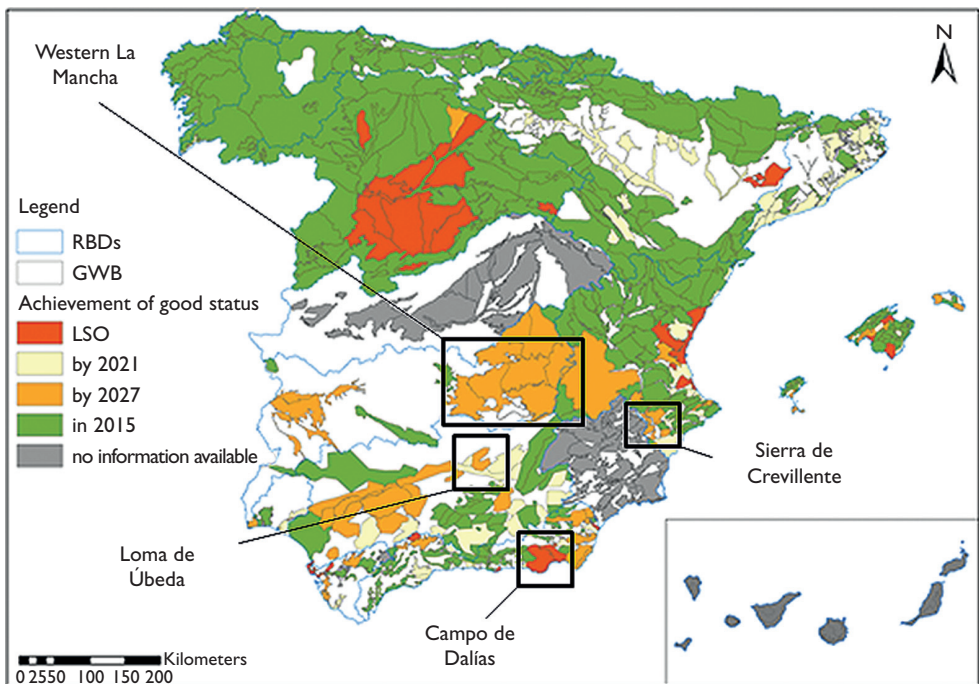 Western La
Mancha
N
Legend
RBDs
GWB
Achievement of good status
LSO
by 2021
by 2027
in 2015
no information available
Sierra de
Crevillente
Loma de
Úbeda
Campo de
Dalías
Kilometers
0 2550 100 150 200